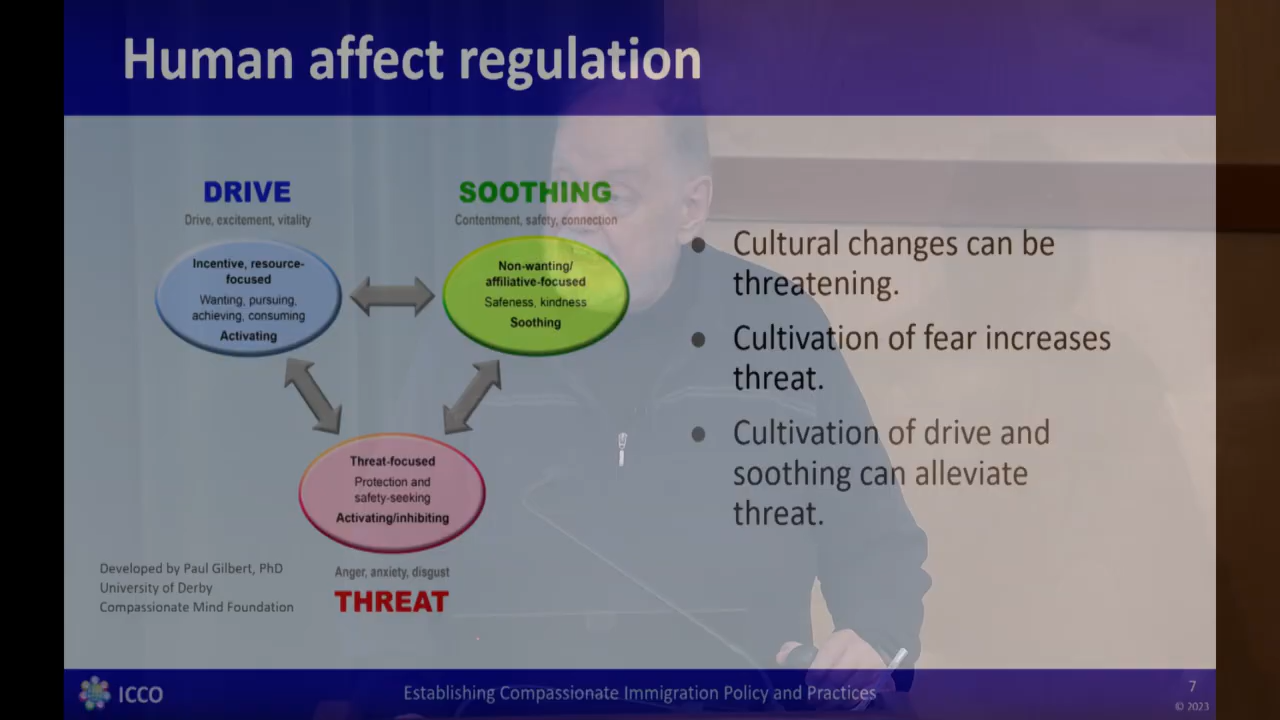 Human affect regulation
DRIVE
Drive, excitement, vitality
Incentive, resource-
focused
Wanting, pursuing,
achieving, consuming
Activating
SOOTHING
Contentment, safety, connection
Non-wanting/
affiliative-focused
Safeness, kindness
Soothing
Threat-focused
Protection and
safety-seeking
Activating/inhibiting
Anger, anxiety, disgust
THREAT
Developed by Paul Gilbert, PhD
University of Derby
Compassionate Mind Foundation
• Cultural changes can be
threatening.
• Cultivation of fear increases
threat.
• Cultivation of drive and
soothing can alleviate
threat.
ICCO
Establishing Compassionate Immigration Policy and Practices
7
© 2023